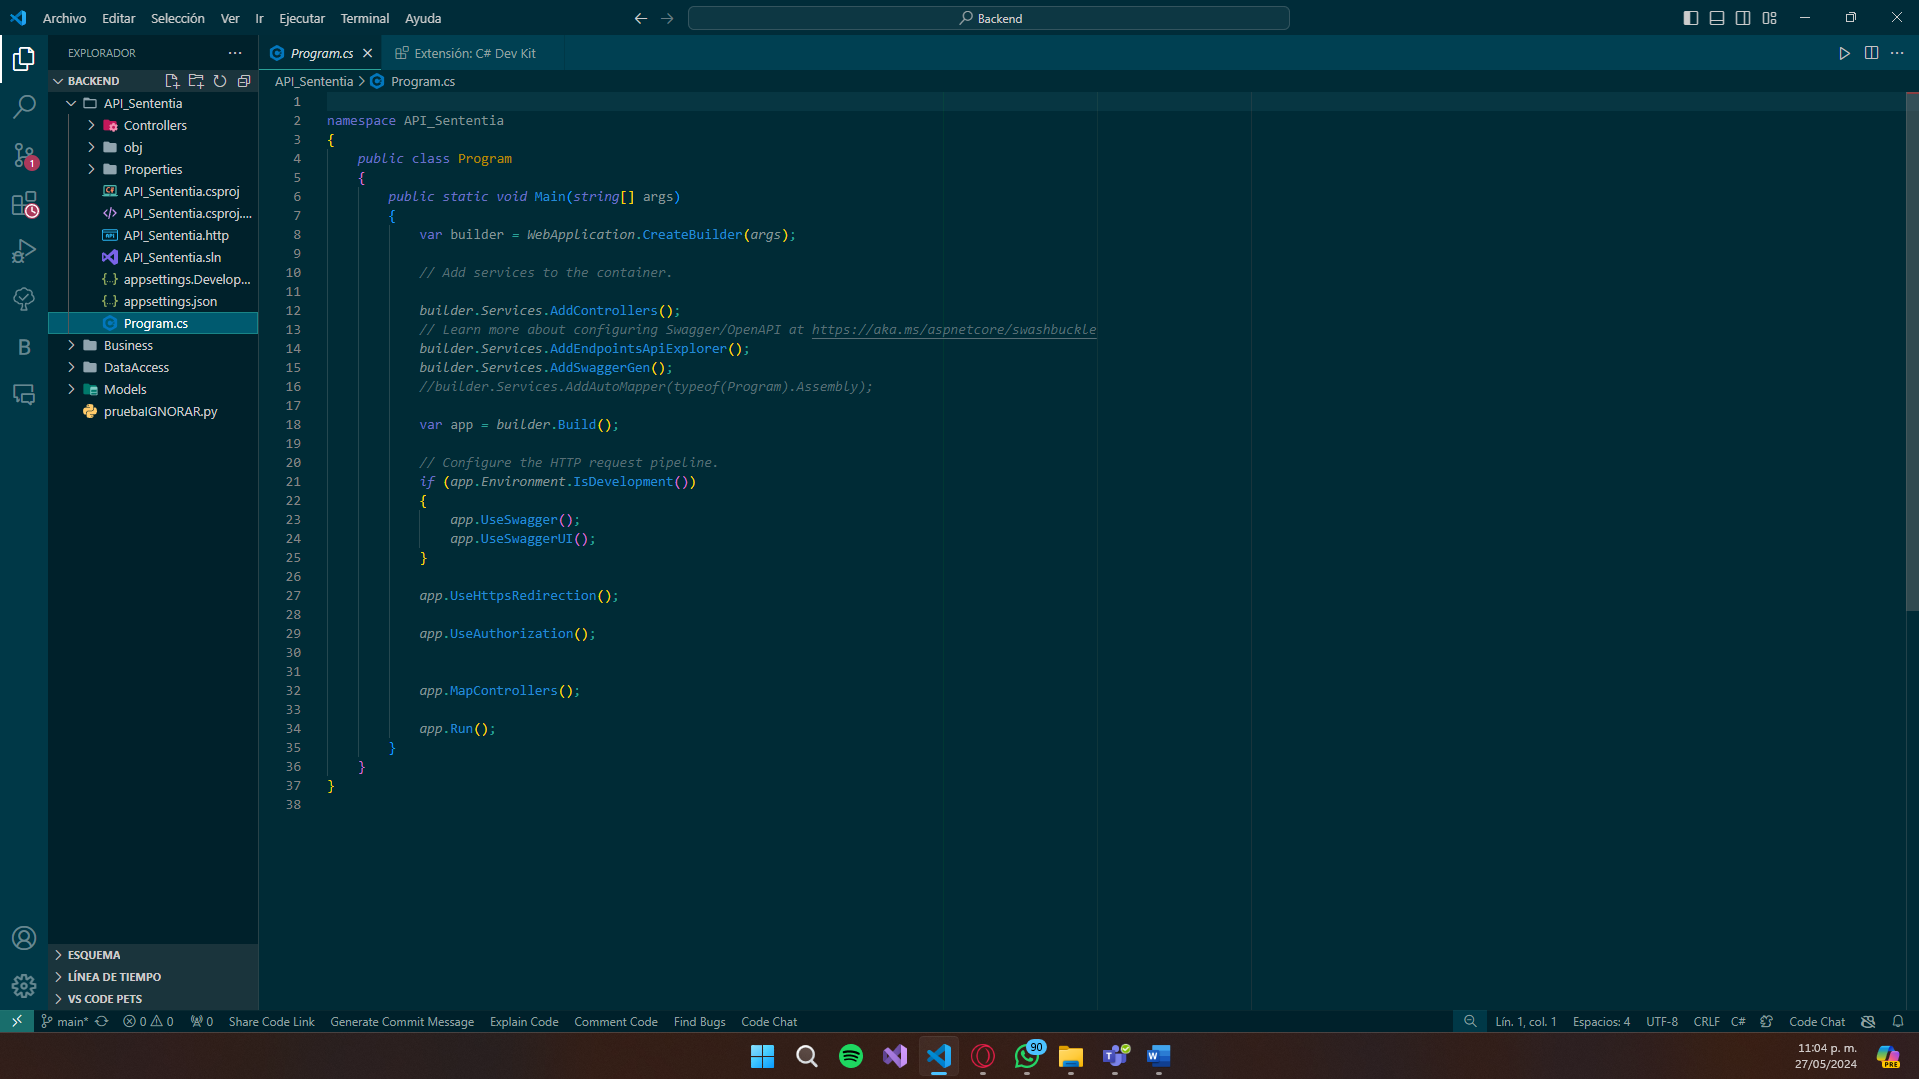 Archivo Editar Selección Ver Ir Ejecutar Terminal Ayuda
Backend
EXPLORADOR
Program.cs
Extensión: C# Dev Kit
BACKEND
API_Sententia > Program.cs
API_Sententia
Controllers
obj
Properties
API_Sententia.csproj
API_Sententia.csproj....
API_Sententia.http
API_Sententia.sln
appsettings.Develop...
appsettings.json
Program.cs
Business
DataAccess
Models
pruebaIGNORAR.py
ESQUEMA
LÍNEA DE TIEMPO
VS CODE PETS
1
B
1
2 namespace API_Sententia
3 {
4 public class Program
5 {
6 public static void Main(string[] args)
7 {
8 var builder = WebApplication.CreateBuilder(args);
9
10 // Add services to the container.
11
12 builder.Services.AddControllers();
13 // Learn more about configuring Swagger/OpenAPI at https://aka.ms/aspnetcore/swashbuckle
14 builder.Services.AddEndpointsApiExplorer();
15 builder.Services.AddSwaggerGen();
16 //builder.Services.AddAutoMapper(typeof(Program).Assembly);
17
18 var app = builder.Build();
19
20 // Configure the HTTP request pipeline.
21 if (app.Environment.IsDevelopment())
22 {
23 app.UseSwagger();
24 app.UseSwaggerUI();
25 }
26
27 app.UseHttpsRedirection();
28
29 app.UseAuthorization();
30
31
32 app.MapControllers();
33
34 app.Run();
35 }
36 }
37 }
38
main* 0 0 0 Share Code Link Generate Commit Message Explain Code Comment Code Find Bugs Code Chat
Lín. 1, col. 1 Espacios: 4 UTF-8 CRLF C# Code Chat
90
11:04 p. m.
27/05/2024
PRE